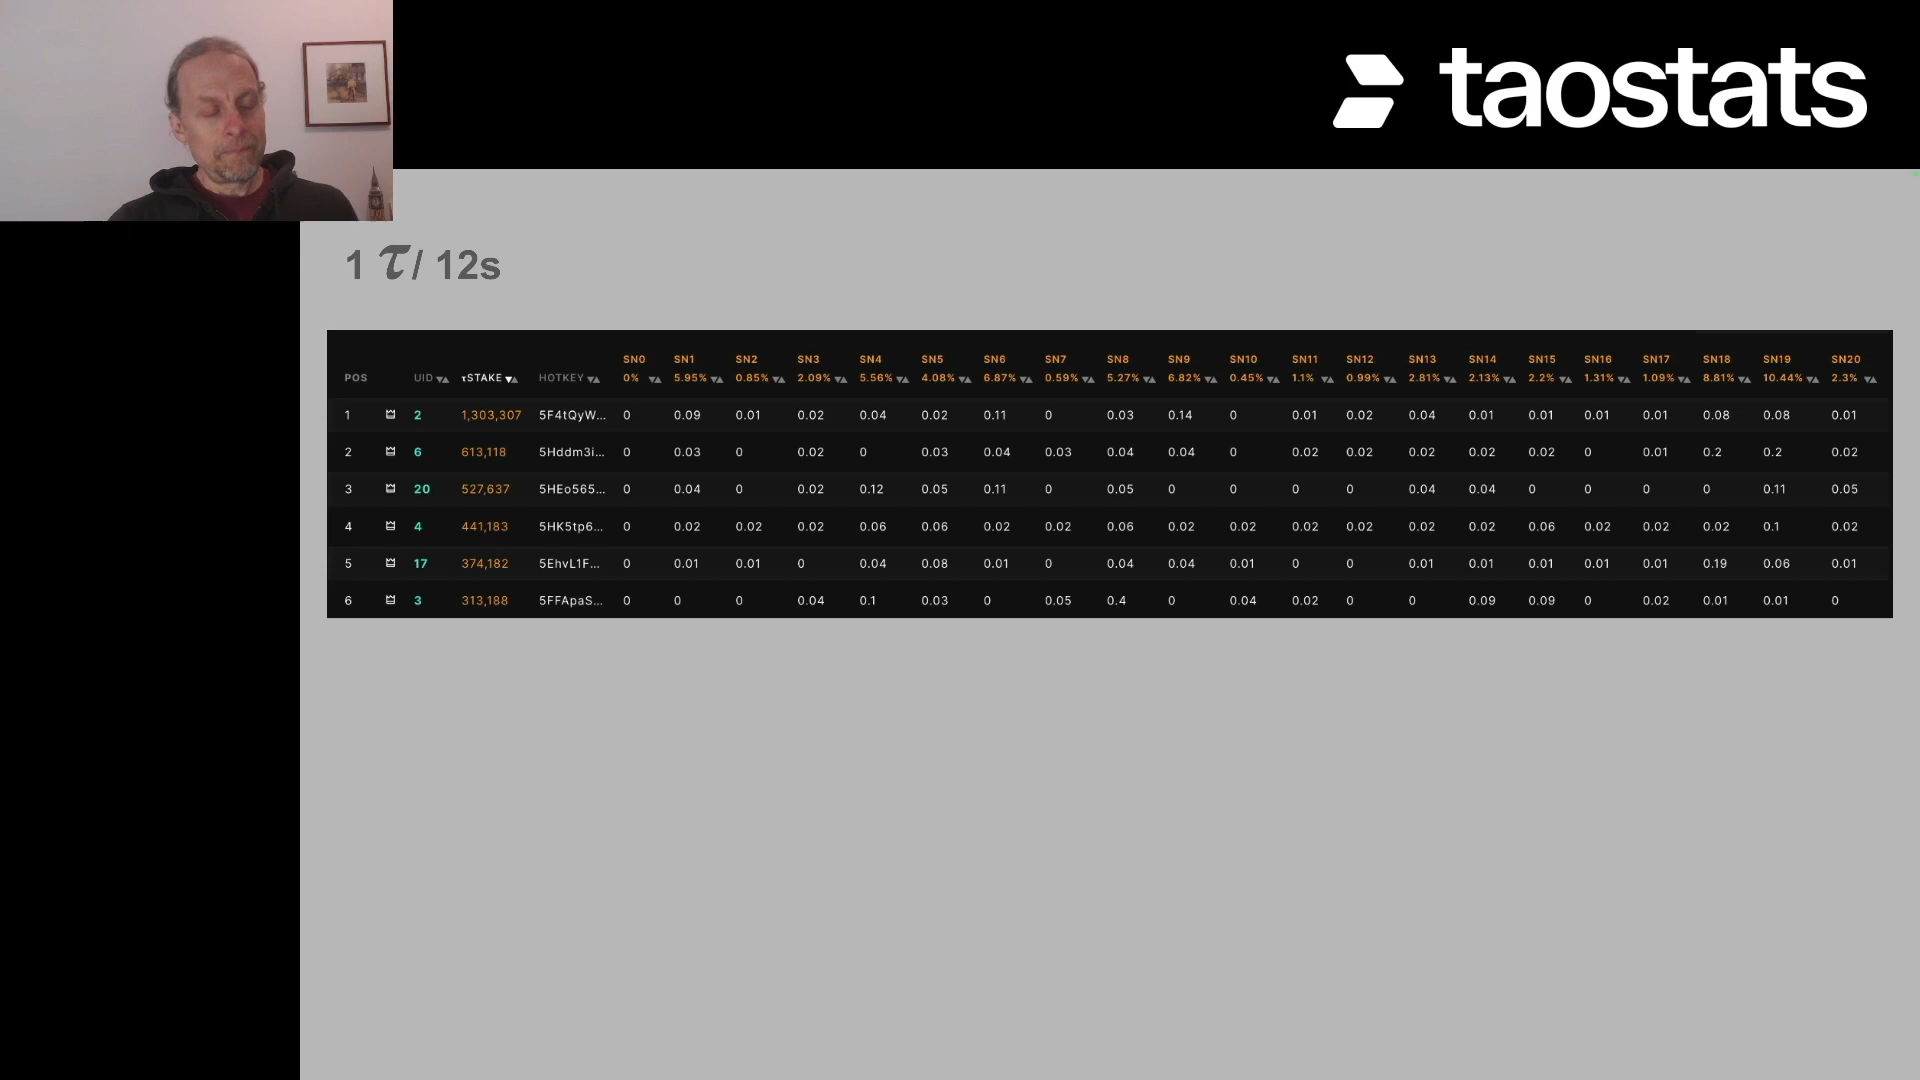 taostats
1 τ/ 12s
SN0 SN1 SN2 SN3 SN4 SN5 SN6 SN7 SN8 SN9 SN10 SN11 SN12 SN13 SN14 SN15 SN16 SN17 SN18 SN19 SN20
POS UID τSTAKE HOTKEY 0% 5.95% 0.85% 2.09% 5.56% 4.08% 6.87% 0.59% 5.27% 6.82% 0.45% 1.1% 0.99% 2.81% 2.13% 2.2% 1.31% 1.09% 8.81% 10.44% 2.3%
1 2 1,303,307 5F4tQyW... 0 0.09 0.01 0.02 0.04 0.02 0.11 0 0.03 0.14 0 0.01 0.02 0.04 0.01 0.01 0.01 0.01 0.08 0.08 0.01
2 6 613,118 5Hddm3i... 0 0.03 0 0.02 0 0.03 0.04 0.03 0.04 0.04 0 0.02 0.02 0.02 0.02 0.02 0 0.01 0.2 0.2 0.02
3 20 527,637 5HEo565... 0 0.04 0 0.02 0.12 0.05 0.11 0 0.05 0 0 0 0 0.04 0.04 0 0 0 0 0.11 0.05
4 4 441,183 5HK5tp6... 0 0.02 0.02 0.02 0.06 0.06 0.02 0.02 0.06 0.02 0.02 0.02 0.02 0.02 0.02 0.06 0.02 0.02 0.02 0.1 0.02
5 17 374,182 5EhvL1F... 0 0.01 0.01 0 0.04 0.08 0.01 0 0.04 0.04 0.01 0 0 0.01 0.01 0.01 0.01 0.01 0.19 0.06 0.01
6 3 313,188 5FFApaS... 0 0 0 0.04 0.1 0.03 0 0.05 0.4 0 0.04 0.02 0 0 0.09 0.09 0 0.02 0.01 0.01 0